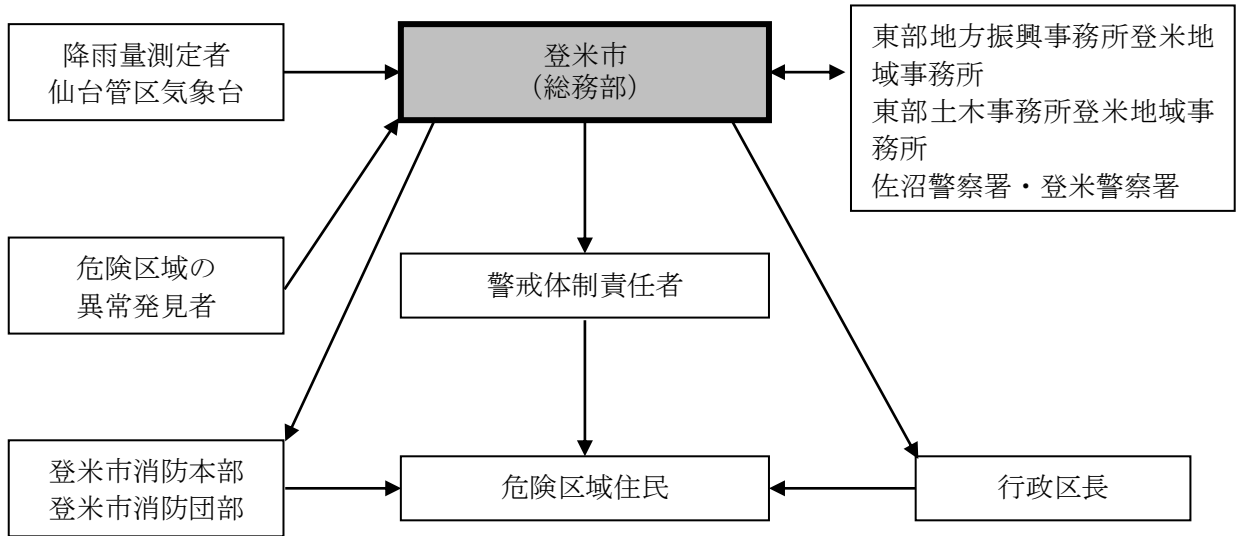 降雨量測定者
仙台管区気象台
登米市
（総務部）
東部地方振興事務所登米地
域事務所
東部土木事務所登米地域事
務所
佐沼警察署・登米警察署
危険区域の
異常発見者
警戒体制責任者
登米市消防本部
登米市消防団部
危険区域住民
行政区長